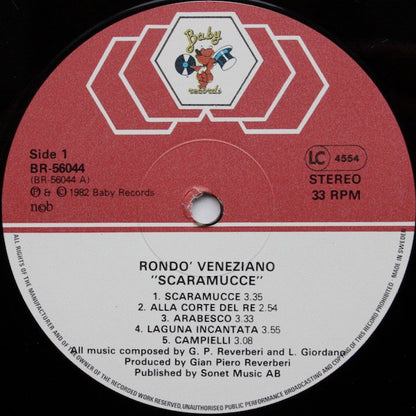 Baby
records
Side 1
BR-56044
(BR-56044 A)
Ⓟ & © 1982 Baby Records
ncb
LC 4554
STEREO
33 RPM
RONDO' VENEZIANO
"SCARAMUCCE"
1. SCARAMUCCE 3.35
2. ALLA CORTE DEL RE 2.54
3. ARABESCO 3.33
4. LAGUNA INCANTATA 3.55
5. CAMPIELLI 3.08
All music composed by G. P. Reverberi and L. Giordano
Produced by Gian Piero Reverberi
Published by Sonet Music AB
ALL RIGHTS OF THE MANUFACTURER AND OF THE OWNER OF THE RECORDED WORK RESERVED. UNAUTHORISED PUBLIC PERFORMANCE BROADCASTING AND COPYING OF THIS RECORD PROHIBITED MADE IN SWEDEN